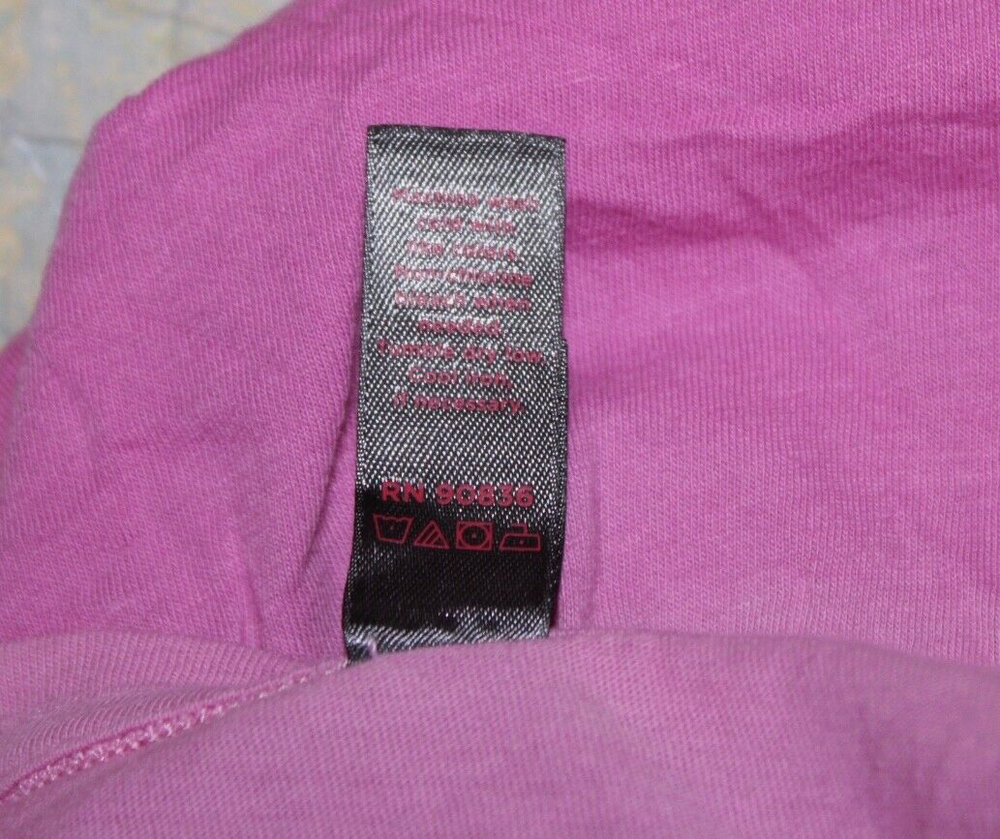 Machine wash
cold with
like colors.
Non-chlorine
bleach when
needed.
Tumble dry low.
Cool iron,
if necessary.
RN 90836